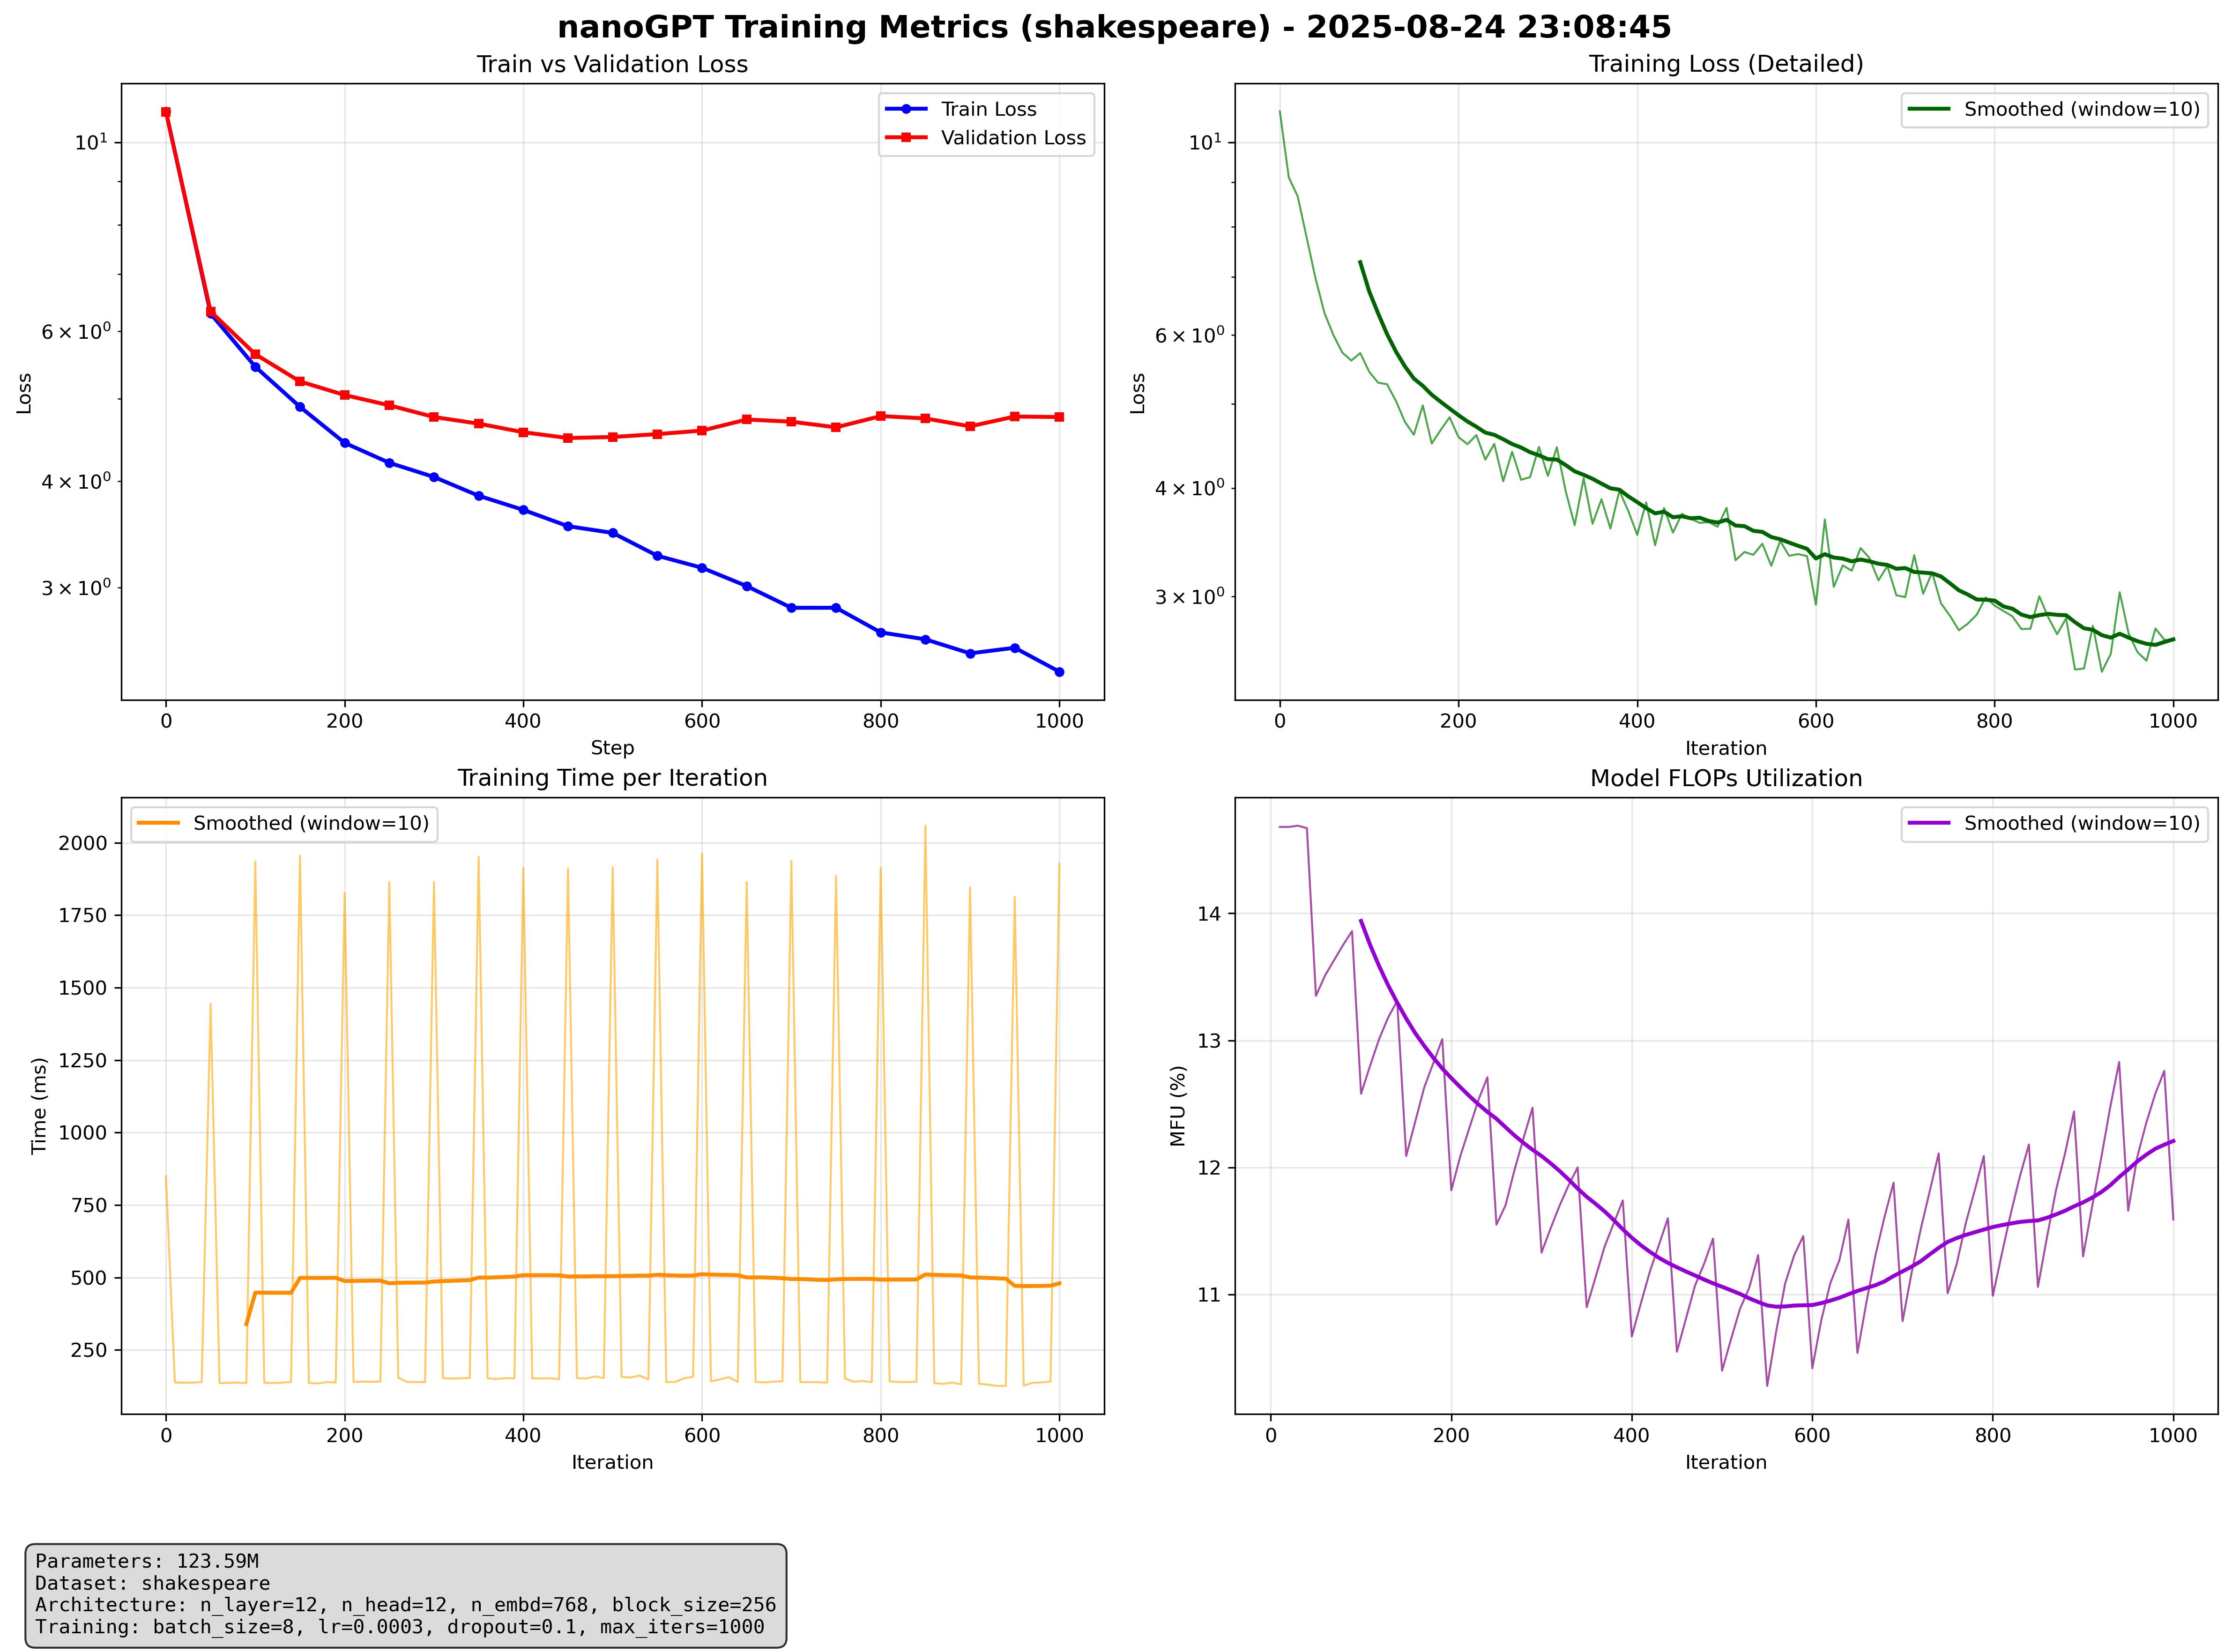 nanoGPT Training Metrics (shakespeare) - 2025-08-24 23:08:45
Train vs Validation Loss
Train Loss
Validation Loss
10¹
6 × 10⁰
4 × 10⁰
3 × 10⁰
Loss
0 200 400 600 800 1000
Step
Training Loss (Detailed)
Smoothed (window=10)
10¹
6 × 10⁰
4 × 10⁰
3 × 10⁰
Loss
0 200 400 600 800 1000
Iteration
Training Time per Iteration
Smoothed (window=10)
2000
1750
1500
1250
1000
750
500
250
Time (ms)
0 200 400 600 800 1000
Iteration
Model FLOPs Utilization
Smoothed (window=10)
14
13
12
11
MFU (%)
0 200 400 600 800 1000
Iteration
Parameters: 123.59M
Dataset: shakespeare
Architecture: n_layer=12, n_head=12, n_embd=768, block_size=256
Training: batch_size=8, lr=0.0003, dropout=0.1, max_iters=1000